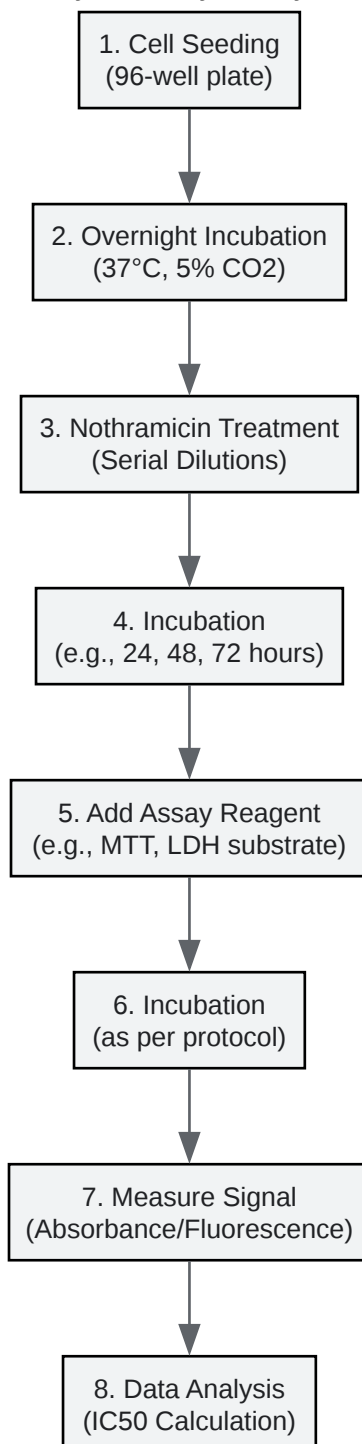 1. Cell Seeding
(96-well plate)
2. Overnight Incubation
(37°C, 5% CO2)
3. Nothramicin Treatment
(Serial Dilutions)
4. Incubation
(e.g., 24, 48, 72 hours)
5. Add Assay Reagent
(e.g., MTT, LDH substrate)
6. Incubation
(as per protocol)
7. Measure Signal
(Absorbance/Fluorescence)
8. Data Analysis
(IC50 Calculation)